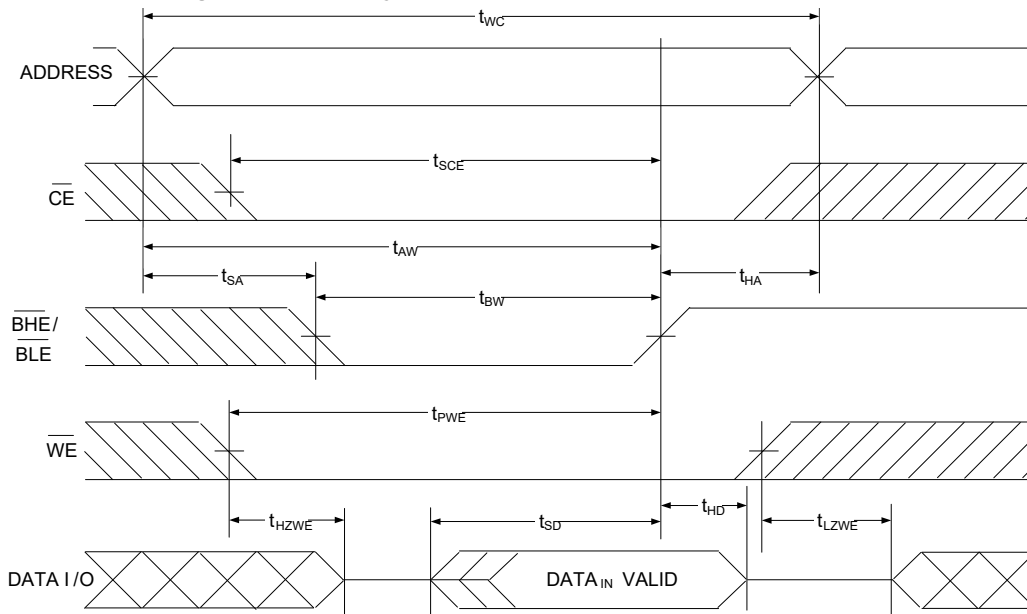 tWC
ADDRESS
tSCE
CE
tAW
tSA
tHA
tBW
BHE/
BLE
tPWE
WE
tHD
tHZWE
tSD
tLZWE
DATA I/O
DATAIN VALID